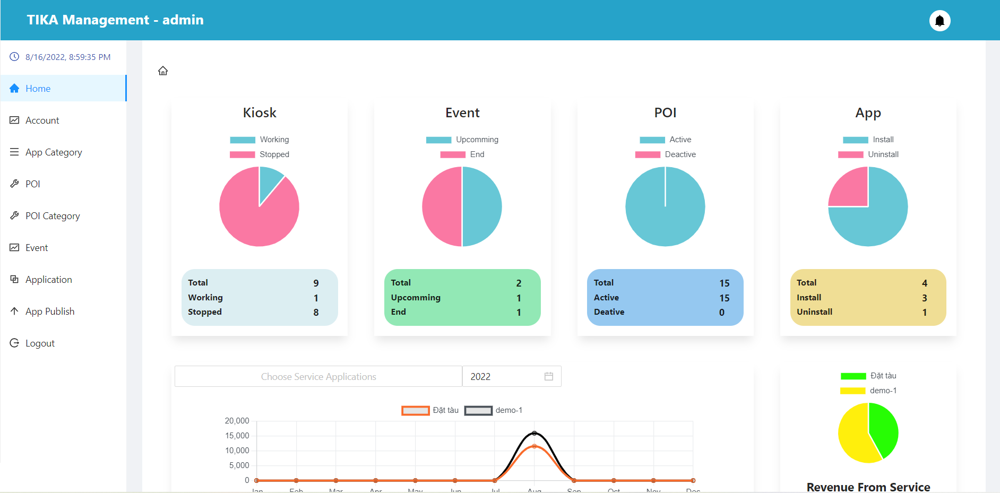 TIKA Management - admin
8/16/2022, 8:59:35 PM
Home
Account
App Category
POI
POI Category
Event
Application
App Publish
Logout
Kiosk
Working
Stopped
Total 9
Working 1
Stopped 8
Event
Upcomming
End
Total 2
Upcomming 1
End 1
POI
Active
Deactive
Total 15
Active 15
Deative 0
App
Install
Uninstall
Total 4
Install 3
Uninstall 1
Choose Service Applications
2022
Đặt tàu demo-1
20,000
15,000
10,000
5,000
0
Jan Feb Mar Apr May Jun Jul Aug Sep Oct Nov Dec
Đặt tàu
demo-1
Revenue From Service